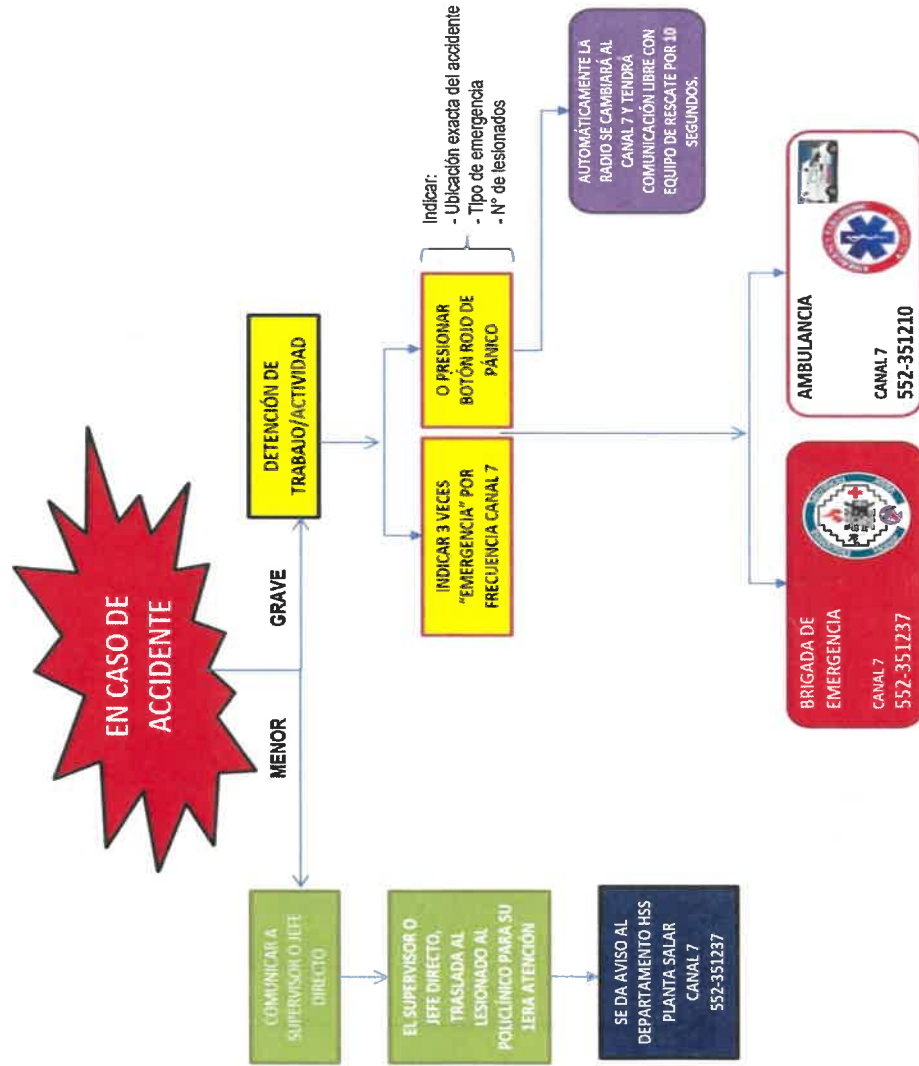 EN CASO DE
ACCIDENTE
MENOR
GRAVE
COMUNICAR A
SUPERVISOR O JEFE
DIRECTO
EL SUPERVISOR O
JEFE DIRECTO,
TRASLADA AL
LESIONADO AL
POLICLÍNICO PARA SU
1ERA ATENCIÓN
SE DA AVISO AL
DEPARTAMENTO HSS
PLANTA SALAR
CANAL 7
552-351237
DETENCIÓN DE
TRABAJO/ACTIVIDAD
INDICAR 3 VECES
"EMERGENCIA" POR
FRECUENCIA CANAL 7
O PRESIONAR
BOTÓN ROJO DE
PÁNICO
Indicar:
- Ubicación exacta del accidente
- Tipo de emergencia
- N° de lesionados
AUTOMÁTICAMENTE LA
RADIO SE CAMBIARÁ AL
CANAL 7 Y TENDRÁ
COMUNICACIÓN LIBRE CON
EQUIPO DE RESCATE POR 10
SEGUNDOS.
BRIGADA DE
EMERGENCIA
CANAL 7
552-351237
AMBULANCIA
CANAL 7
552-351210